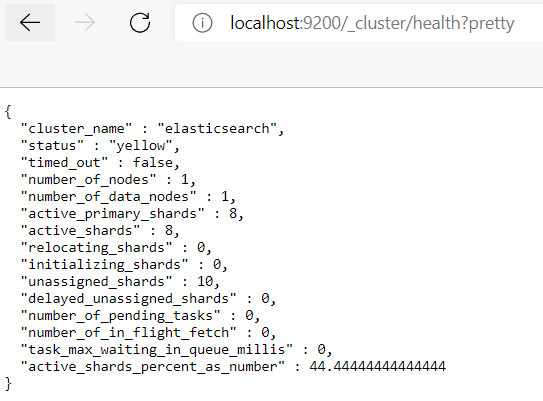 localhost:9200/_cluster/health?pretty
{
  "cluster_name" : "elasticsearch",
  "status" : "yellow",
  "timed_out" : false,
  "number_of_nodes" : 1,
  "number_of_data_nodes" : 1,
  "active_primary_shards" : 8,
  "active_shards" : 8,
  "relocating_shards" : 0,
  "initializing_shards" : 0,
  "unassigned_shards" : 10,
  "delayed_unassigned_shards" : 0,
  "number_of_pending_tasks" : 0,
  "number_of_in_flight_fetch" : 0,
  "task_max_waiting_in_queue_millis" : 0,
  "active_shards_percent_as_number" : 44.44444444444444
}